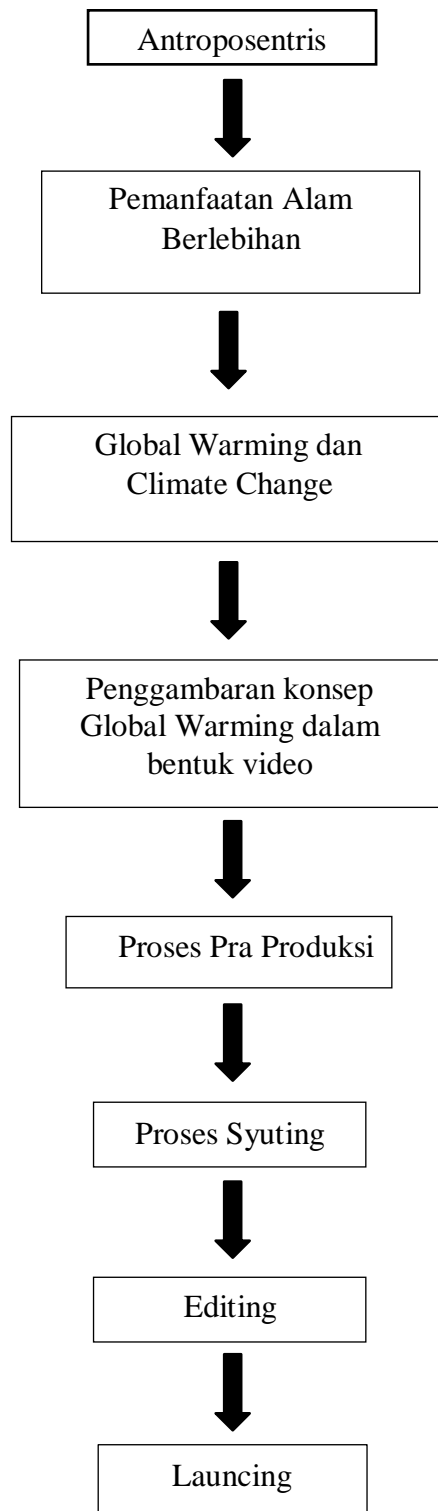 Antroposentris
Pemanfaatan Alam
Berlebihan
Global Warming dan
Climate Change
Penggambaran konsep
Global Warming dalam
bentuk video
Proses Pra Produksi
Proses Syuting
Editing
Launcing